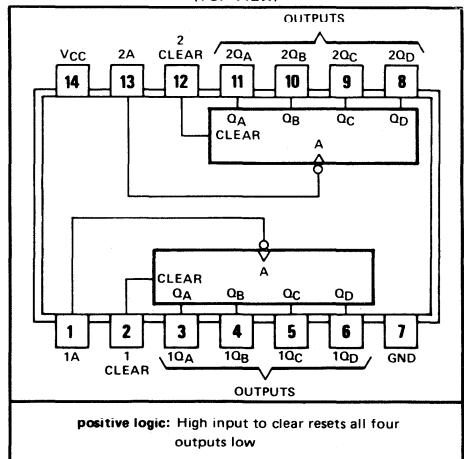 OUTPUTS
VCC 2A 2 CLEAR 2QA 2QB 2QC 2QD
14 13 12 11 10 9 8
QA QB QC QD
CLEAR
A
A
CLEAR
QA QB QC QD
1 2 3 4 5 6 7
1A 1 CLEAR 1QA 1QB 1QC 1QD GND
OUTPUTS
positive logic: High input to clear resets all four
outputs low